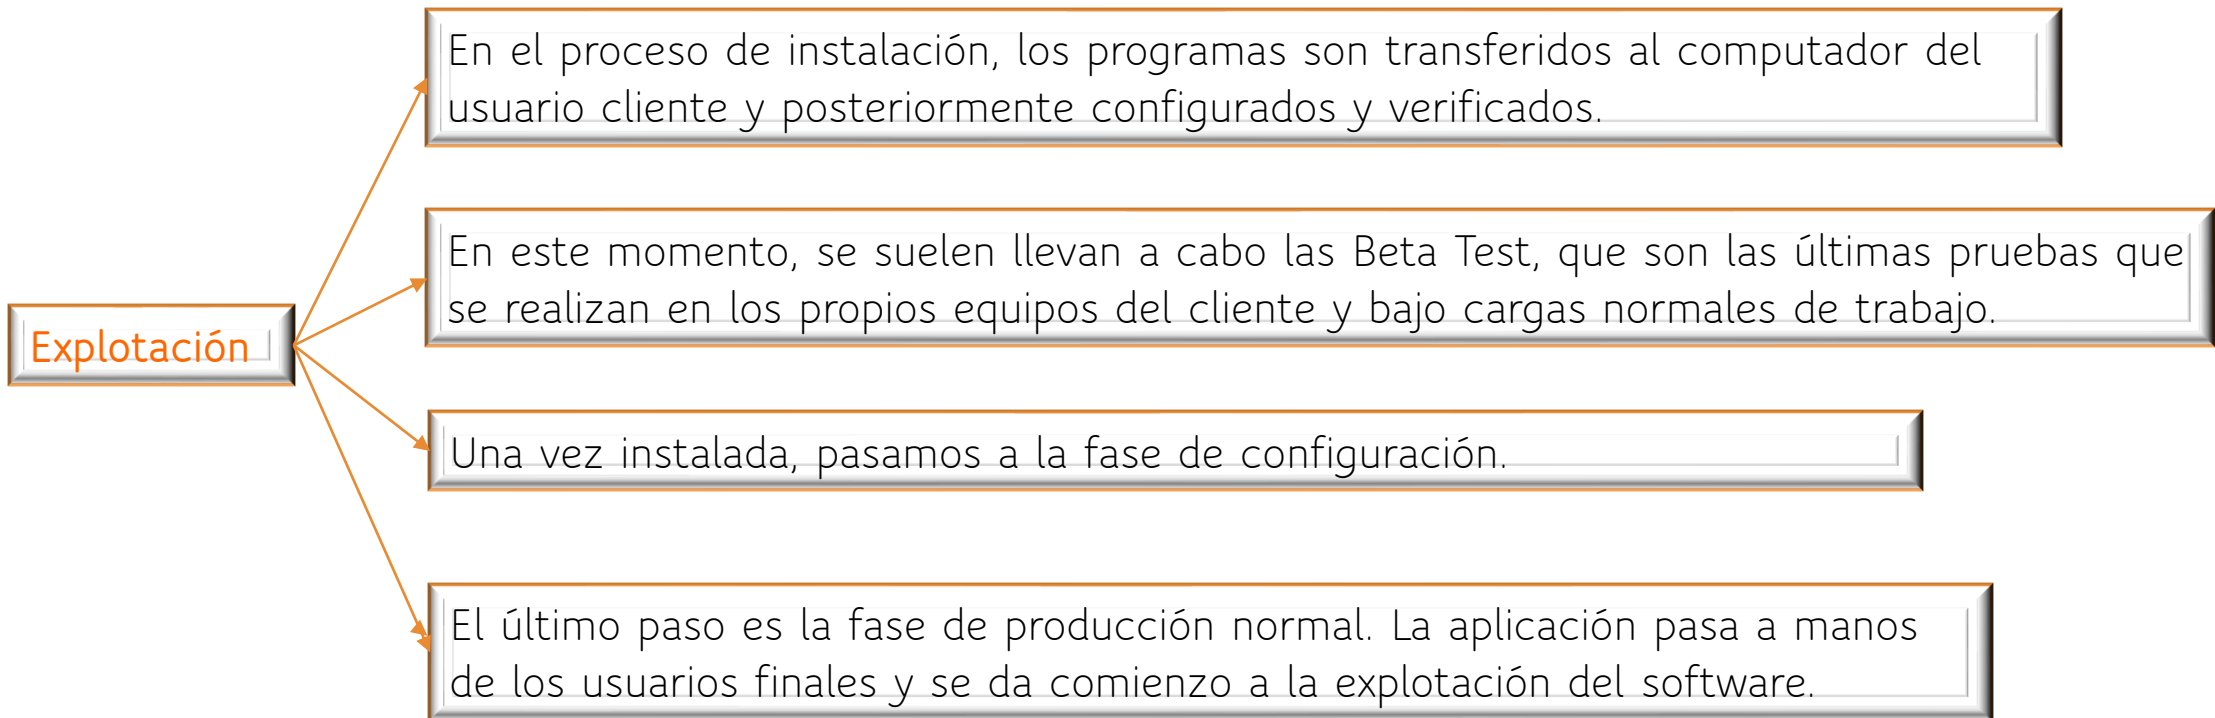 En el proceso de instalación, los programas son transferidos al computador del
usuario cliente y posteriormente configurados y verificados.
En este momento, se suelen llevan a cabo las Beta Test, que son las últimas pruebas que
se realizan en los propios equipos del cliente y bajo cargas normales de trabajo.
Explotación
Una vez instalada, pasamos a la fase de configuración.
El último paso es la fase de producción normal. La aplicación pasa a manos
de los usuarios finales y se da comienzo a la explotación del software.